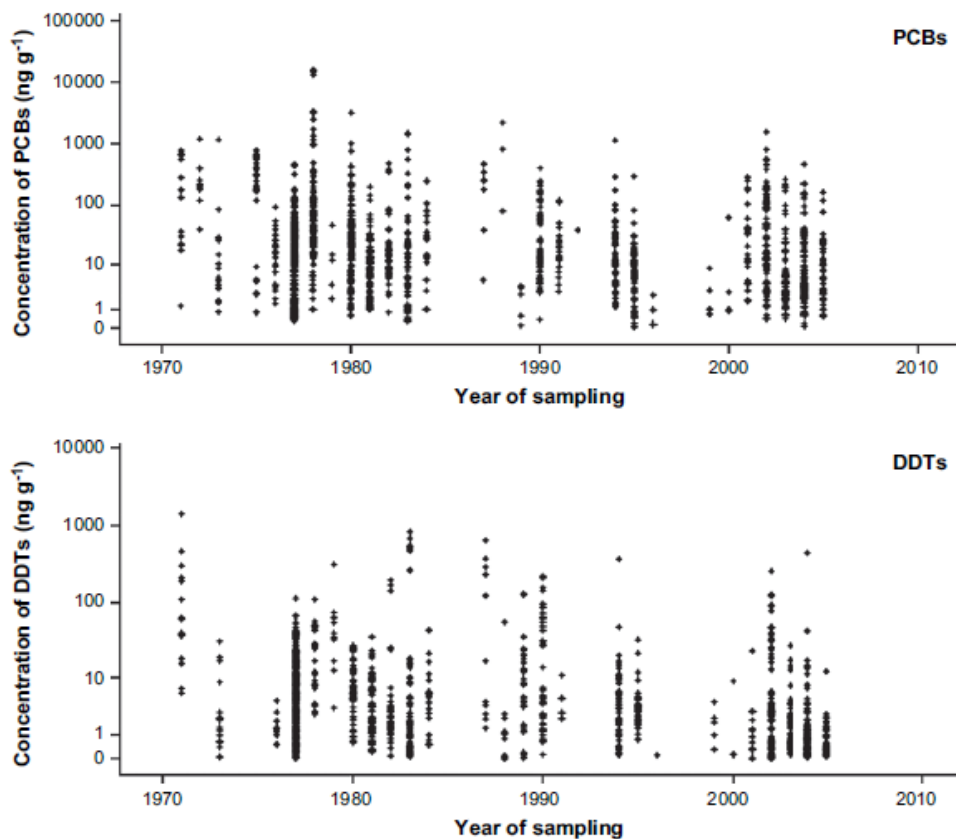 100000
PCBs
10000
1000
100
10
1
0
Concentration of PCBs (ng g⁻¹)
1970 1980 1990 2000 2010
Year of sampling
10000
DDTs
1000
100
10
1
0
Concentration of DDTs (ng g⁻¹)
1970 1980 1990 2000 2010
Year of sampling